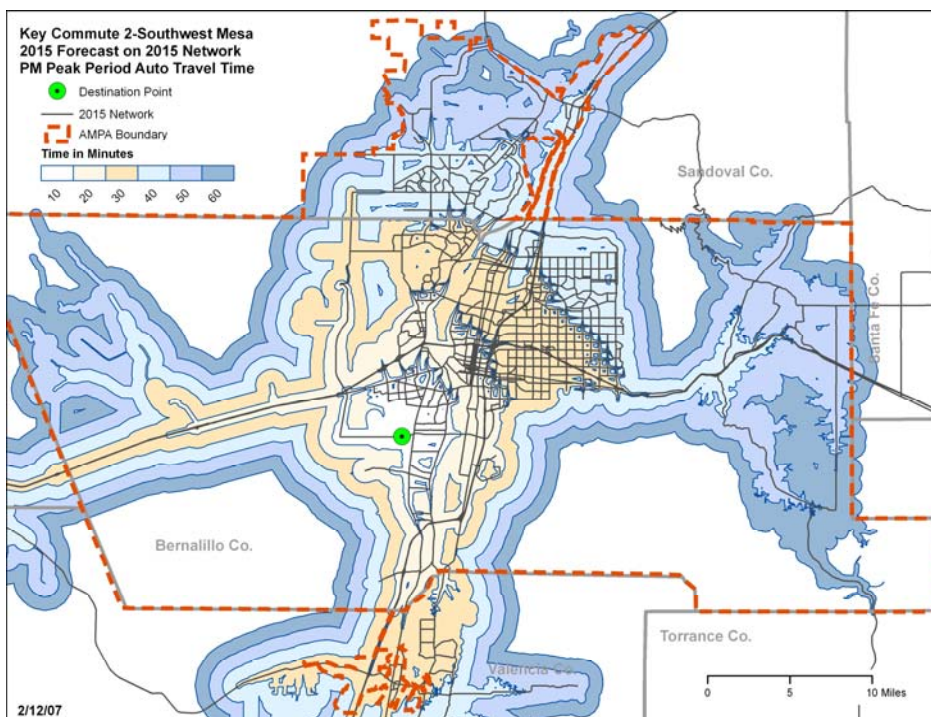 Key Commute 2-Southwest Mesa
2015 Forecast on 2015 Network
PM Peak Period Auto Travel Time
Destination Point
2015 Network
AMPA Boundary
Time in Minutes
10 20 30 40 50 60
Sandoval Co.
Santa Fe Co.
Bernalillo Co.
Torrance Co.
Valencia Co.
0 5 10 Miles
2/12/07